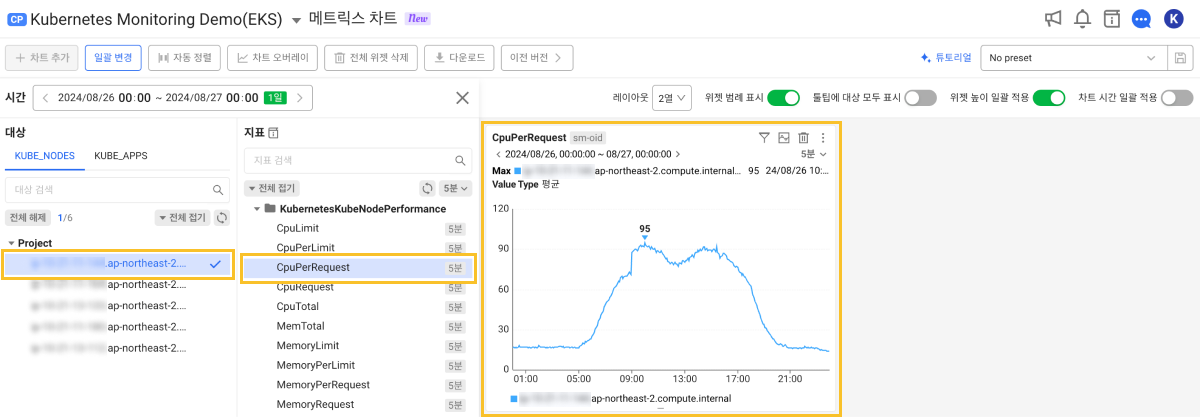 CP Kubernetes Monitoring Demo(EKS) 메트릭스 차트 New
K
차트 추가 일괄 변경 자동 정렬 차트 오버레이 전체 위젯 삭제 다운로드 이전 버전
튜토리얼 No preset
시간 2024/08/26 00:00 ~ 2024/08/27 00:00 1일
레이아웃 2열 위젯 범례 표시 툴팁에 대상 모두 표시 위젯 높이 일괄 적용 차트 시간 일괄 적용
대상
KUBE_NODES KUBE_APPS
대상 검색
전체 해제 1/6 전체 접기
Project
.ap-northeast-2....
ap-northeast-2....
ap-northeast-2....
ap-northeast-2....
ap-northeast-2....
지표
지표 검색
전체 접기 5분
KubernetesKubeNodePerformance
CpuLimit 5분
CpuPerLimit 5분
CpuPerRequest 5분
CpuRequest 5분
CpuTotal 5분
MemTotal 5분
MemoryLimit 5분
MemoryPerLimit 5분
MemoryPerRequest 5분
MemoryRequest 5분
CpuPerRequest sm-oid
2024/08/26, 00:00:00 ~ 08/27, 00:00:00 5분
Max ap-northeast-2.compute.internal... 95 24/08/26 10:...
Value Type 평균
120
95
90
60
30
0
01:00 05:00 09:00 13:00 17:00 21:00
ap-northeast-2.compute.internal